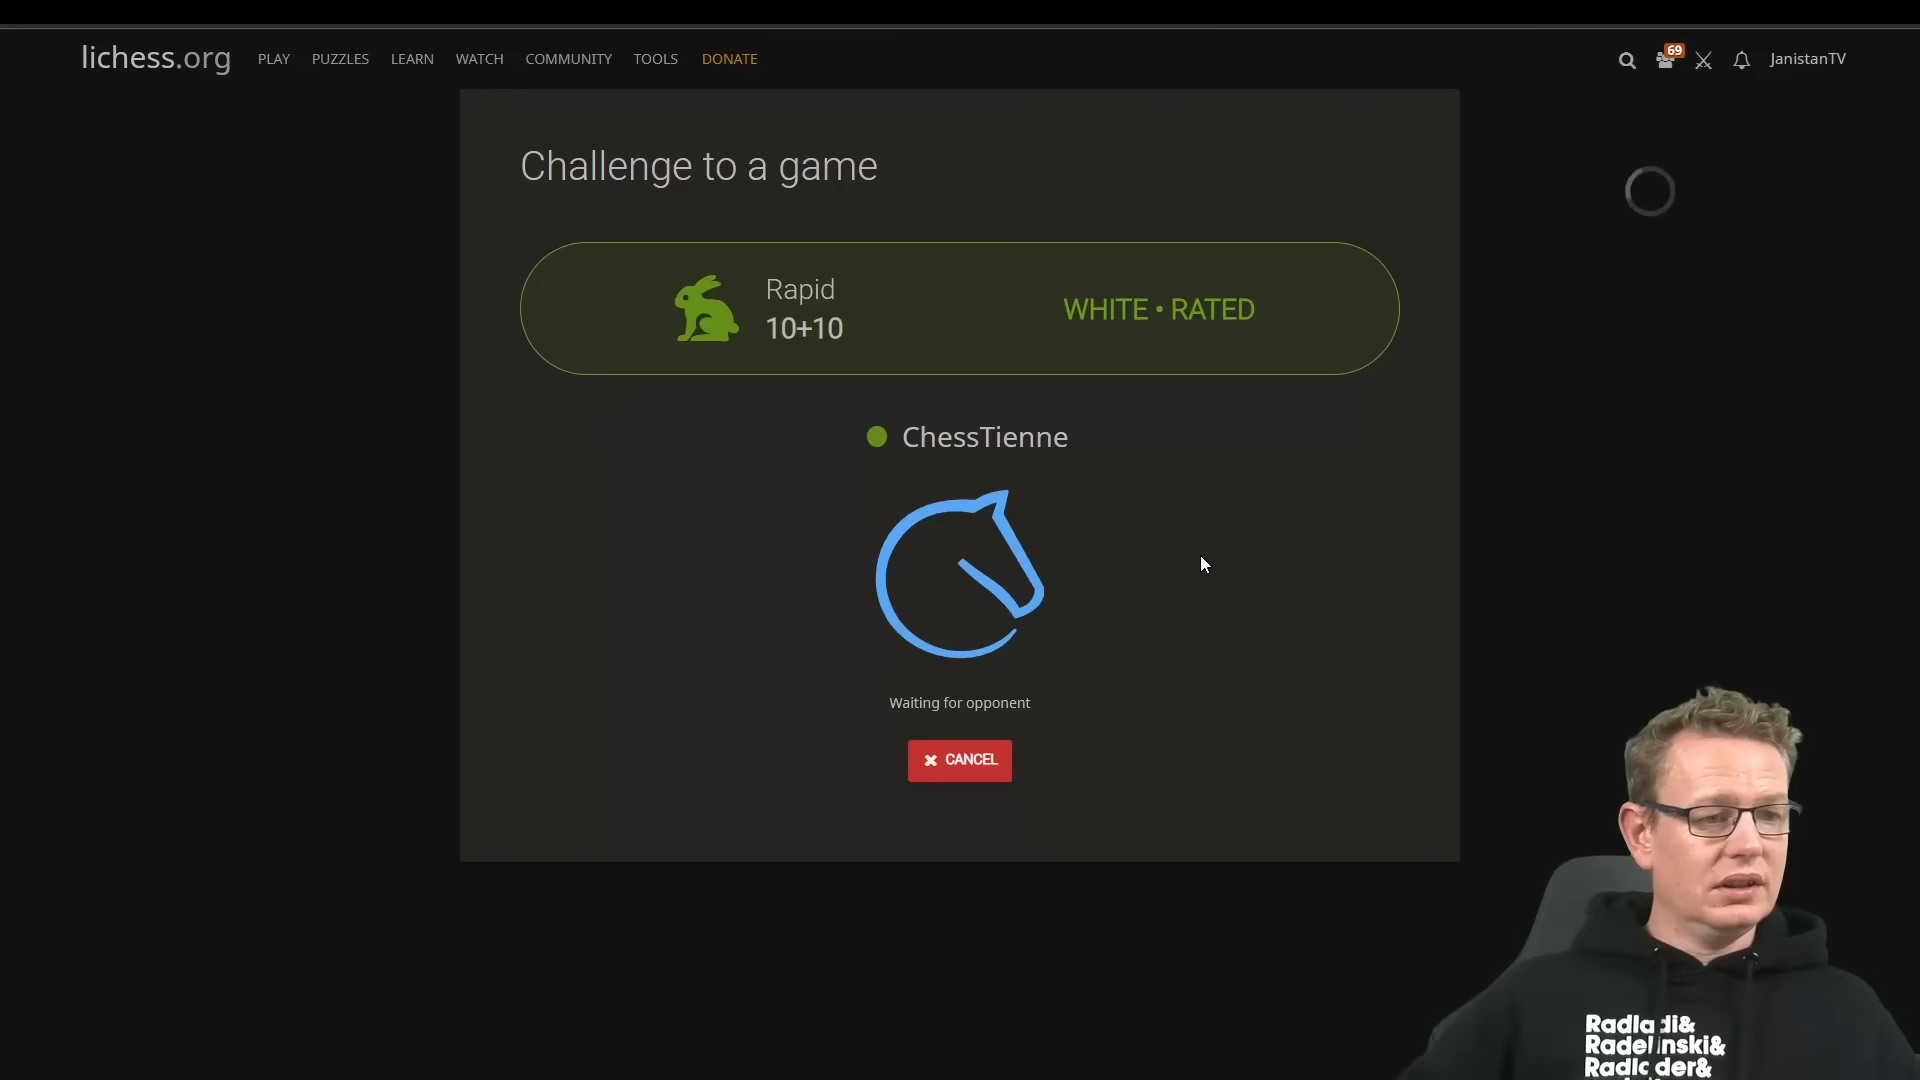 lichess.org PLAY PUZZLES LEARN WATCH COMMUNITY TOOLS DONATE 69 JanistanTV
Challenge to a game
Rapid
10+10
WHITE • RATED
ChessTienne
Waiting for opponent
CANCEL